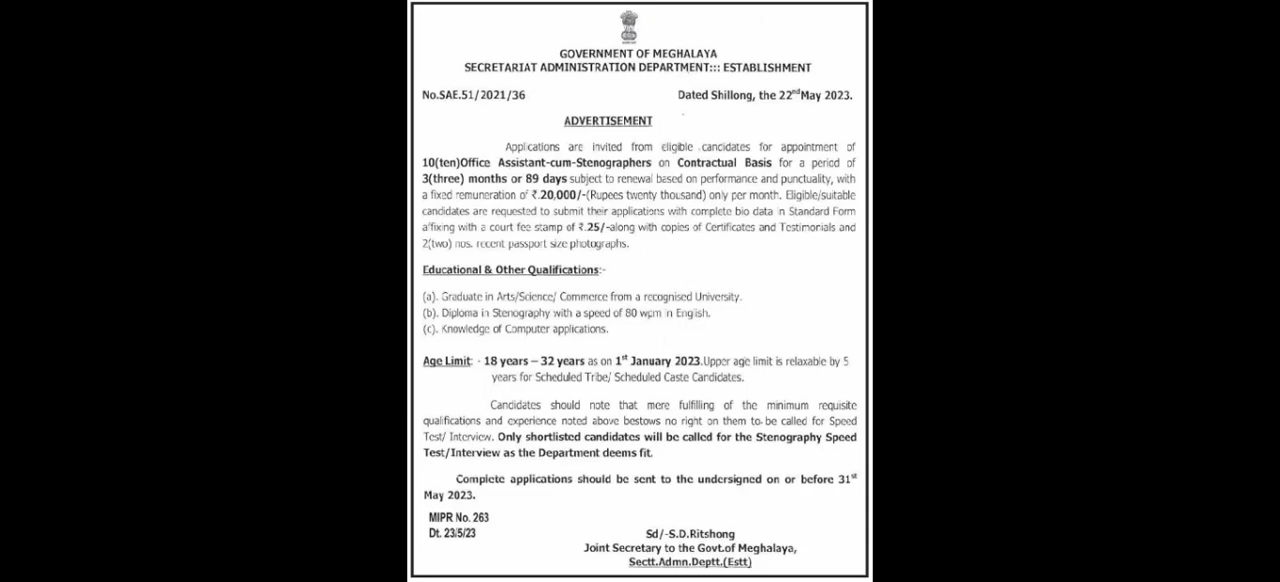 GOVERNMENT OF MEGHALAYA
SECRETARIAT ADMINISTRATION DEPARTMENT::: ESTABLISHMENT
No.SAE.51/2021/36
Dated Shillong, the 22nd May 2023.
ADVERTISEMENT
Applications are invited from eligible candidates for appointment of
10(ten)Office Assistant-cum-Stenographers on Contractual Basis for a period of
3(three) months or 89 days subject to renewal based on performance and punctuality, with
a fixed remuneration of ₹.20,000/-(Rupees twenty thousand) only per month. Eligible/suitable
candidates are requested to submit their applications with complete bio data in Standard Form
affixing with a court fee stamp of ₹.25/-along with copies of Certificates and Testimonials and
2(two) nos. recent passport size photographs.
Educational & Other Qualifications:-
(a). Graduate in Arts/Science/ Commerce from a recognised University.
(b). Diploma in Stenography with a speed of 80 wpm in English.
(c). Knowledge of Computer applications.
Age Limit: - 18 years – 32 years as on 1st January 2023.Upper age limit is relaxable by 5
years for Scheduled Tribe/ Scheduled Caste Candidates.
Candidates should note that mere fulfilling of the minimum requisite
qualifications and experience noted above bestows no right on them to be called for Speed
Test/ Interview. Only shortlisted candidates will be called for the Stenography Speed
Test/Interview as the Department deems fit.
Complete applications should be sent to the undersigned on or before 31st
May 2023.
MIPR No. 263
Dt. 23/5/23
Sd/-S.D.Ritshong
Joint Secretary to the Govt.of Meghalaya,
Sectt.Admn.Deptt.(Estt)